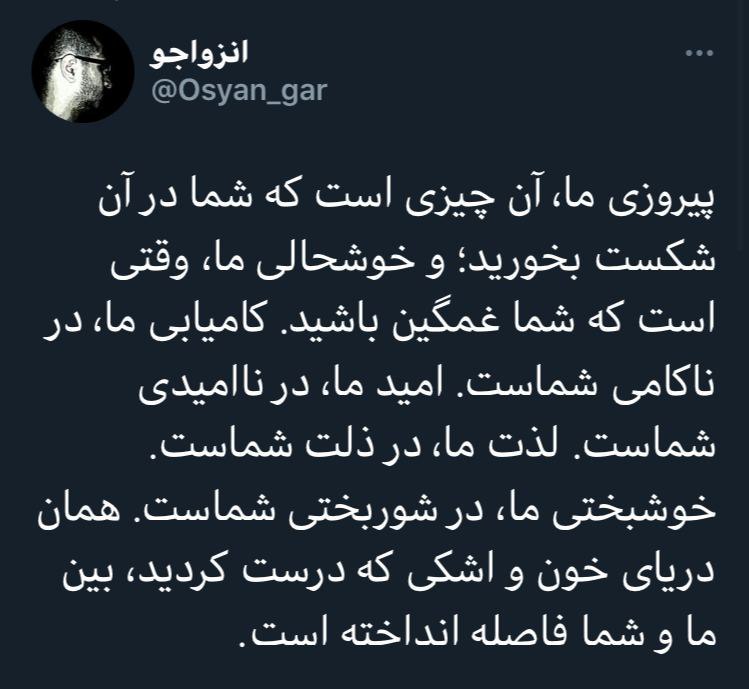 انزواجو
@Osyan_gar
پیروزی ما، آن چیزی است که شما در آن
شکست بخورید؛ و خوشحالی ما، وقتی
است که شما غمگین باشید. کامیابی ما، در
ناکامی شماست. امید ما، در ناامیدی
شماست. لذت ما، در ذلت شماست.
خوشبختی ما، در شوربختی شماست. همان
دریای خون و اشکی که درست کردید، بین
ما و شما فاصله انداخته است.